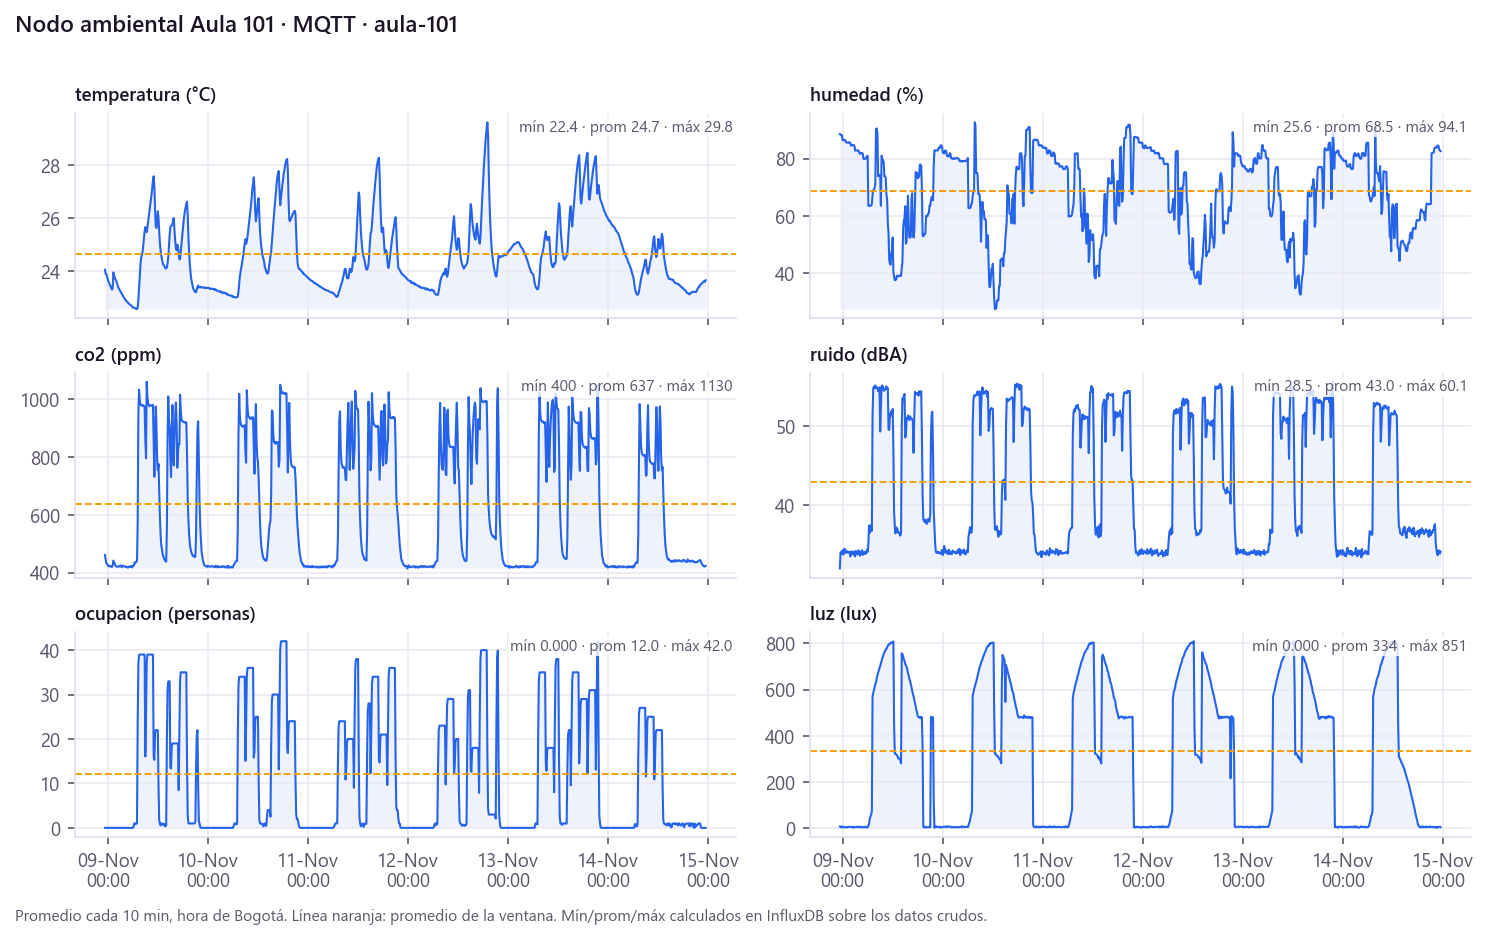 Nodo ambiental Aula 101 · MQTT · aula-101
temperatura (°C)
mín 22.4 · prom 24.7 · máx 29.8
28
26
24
humedad (%)
mín 25.6 · prom 68.5 · máx 94.1
80
60
40
co2 (ppm)
mín 400 · prom 637 · máx 1130
1000
800
600
400
ruido (dBA)
mín 28.5 · prom 43.0 · máx 60.1
50
40
ocupacion (personas)
mín 0.000 · prom 12.0 · máx 42.0
40
30
20
10
0
09-Nov 10-Nov 11-Nov 12-Nov 13-Nov 14-Nov 15-Nov
00:00 00:00 00:00 00:00 00:00 00:00 00:00
luz (lux)
mín 0.000 · prom 334 · máx 851
800
600
400
200
0
09-Nov 10-Nov 11-Nov 12-Nov 13-Nov 14-Nov 15-Nov
00:00 00:00 00:00 00:00 00:00 00:00 00:00
Promedio cada 10 min, hora de Bogotá. Línea naranja: promedio de la ventana. Mín/prom/máx calculados en InfluxDB sobre los datos crudos.